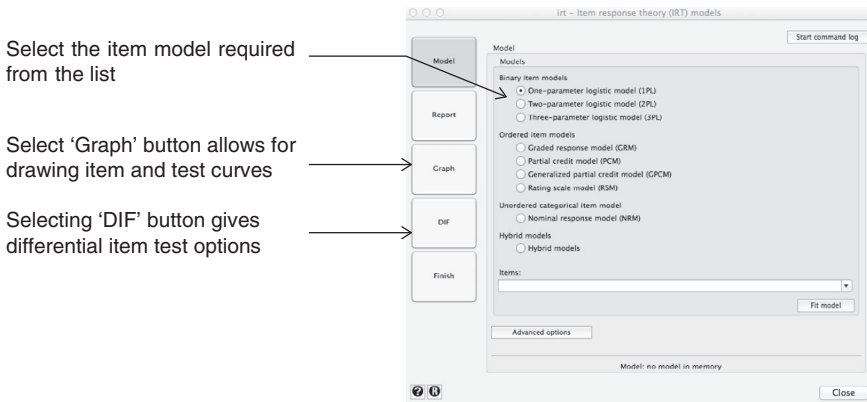 irt – Item response theory (IRT) models
Start command log
Select the item model required
from the list
Select 'Graph' button allows for
drawing item and test curves
Selecting 'DIF' button gives
differential item test options
Model
Report
Graph
DIF
Finish
Model
Models
Binary item models
One-parameter logistic model (1PL)
Two-parameter logistic model (2PL)
Three-parameter logistic model (3PL)
Ordered item models
Graded response model (GRM)
Partial credit model (PCM)
Generalized partial credit model (GPCM)
Rating scale model (RSM)
Unordered categorical item model
Nominal response model (NRM)
Hybrid models
Hybrid models
Items:
Fit model
Advanced options
Model: no model in memory
? R
Close